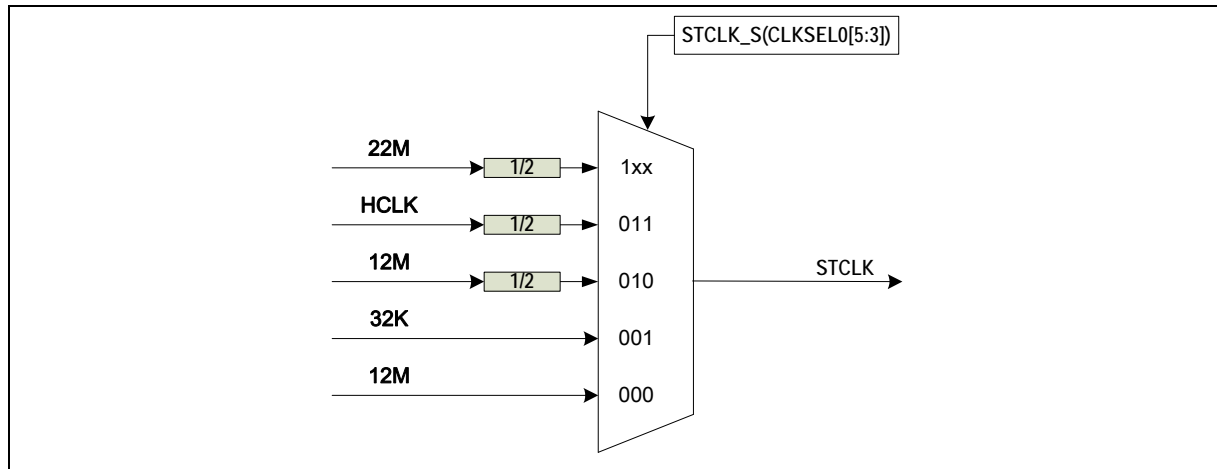 STCLK_S(CLKSEL0[5:3])
22M
1/2
1xx
HCLK
1/2
011
12M
1/2
010
STCLK
32K
001
12M
000